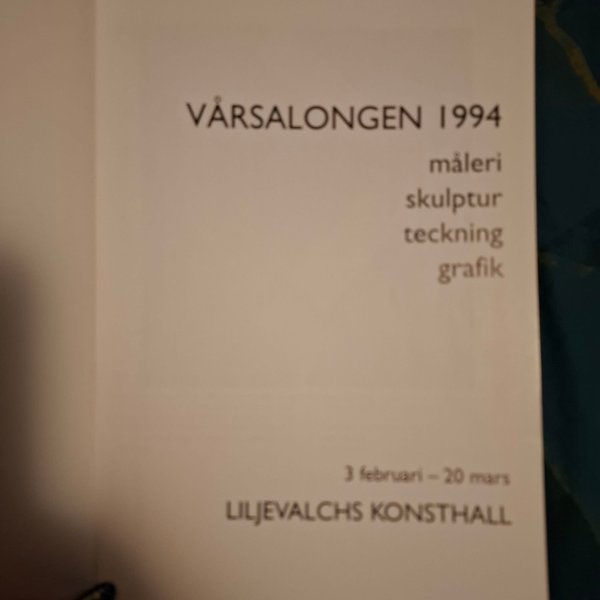 VÅRSALONGEN 1994
måleri
skulptur
teckning
grafik
3 februari – 20 mars
LILJEVALCHS KONSTHALL